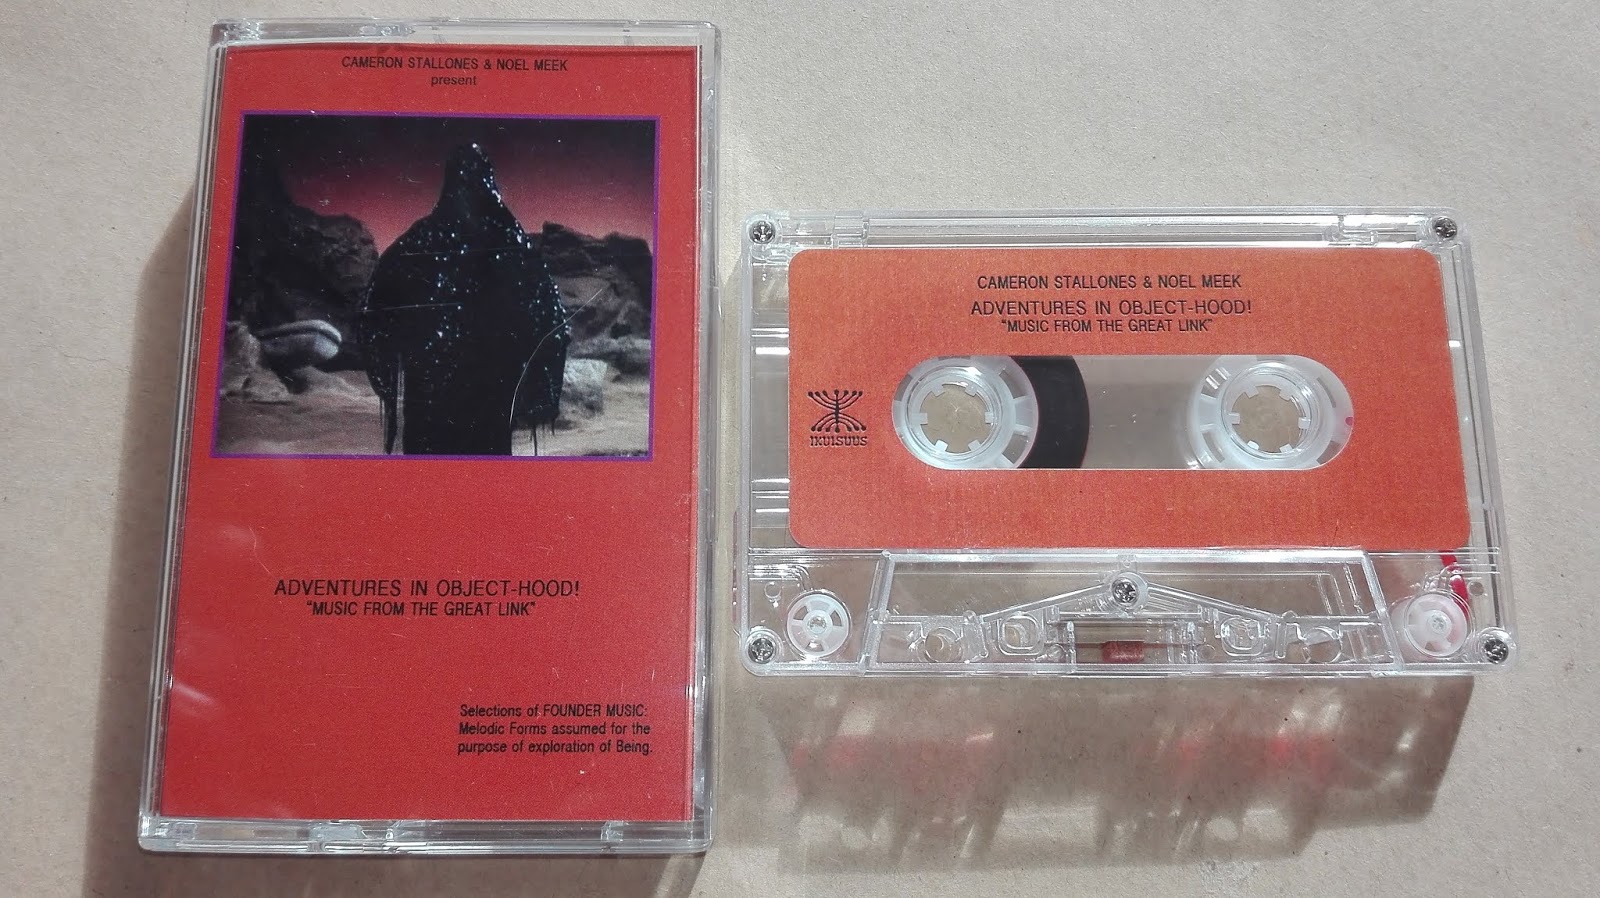 CAMERON STALLONES & NOEL MEEK
present
ADVENTURES IN OBJECT-HOOD!
"MUSIC FROM THE GREAT LINK"
Selections of FOUNDER MUSIC:
Melodic Forms assumed for the
purpose of exploration of Being.
CAMERON STALLONES & NOEL MEEK
ADVENTURES IN OBJECT-HOOD!
"MUSIC FROM THE GREAT LINK"
IKUISUUS